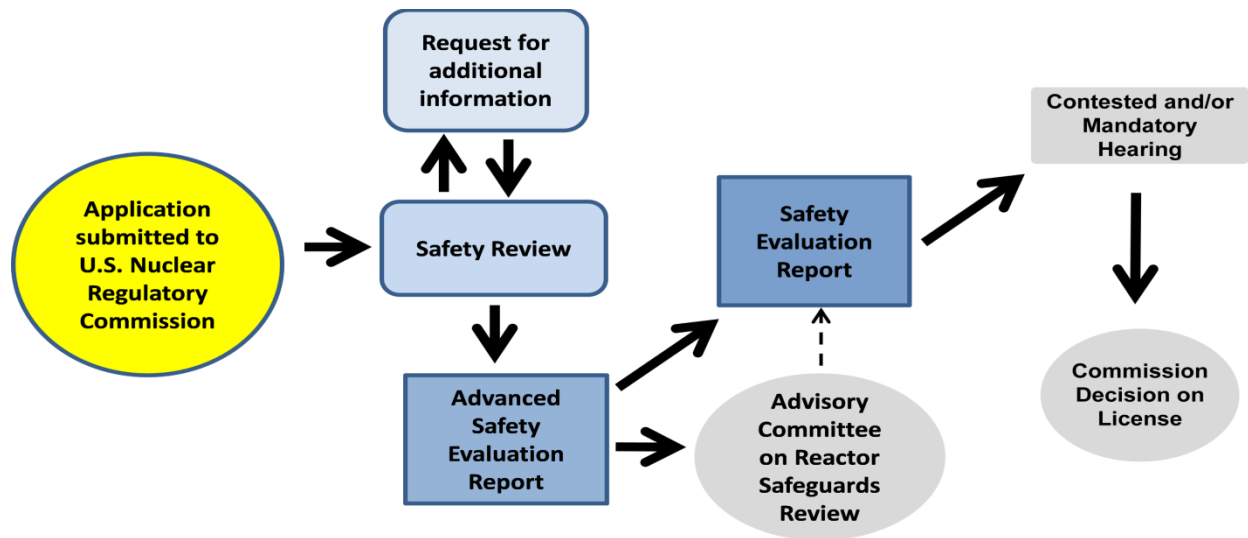 Request for
additional
information
Application
submitted to
U.S. Nuclear
Regulatory
Commission
Safety Review
Advanced
Safety
Evaluation
Report
Safety
Evaluation
Report
Advisory
Committee
on Reactor
Safeguards
Review
Contested and/or
Mandatory
Hearing
Commission
Decision on
License